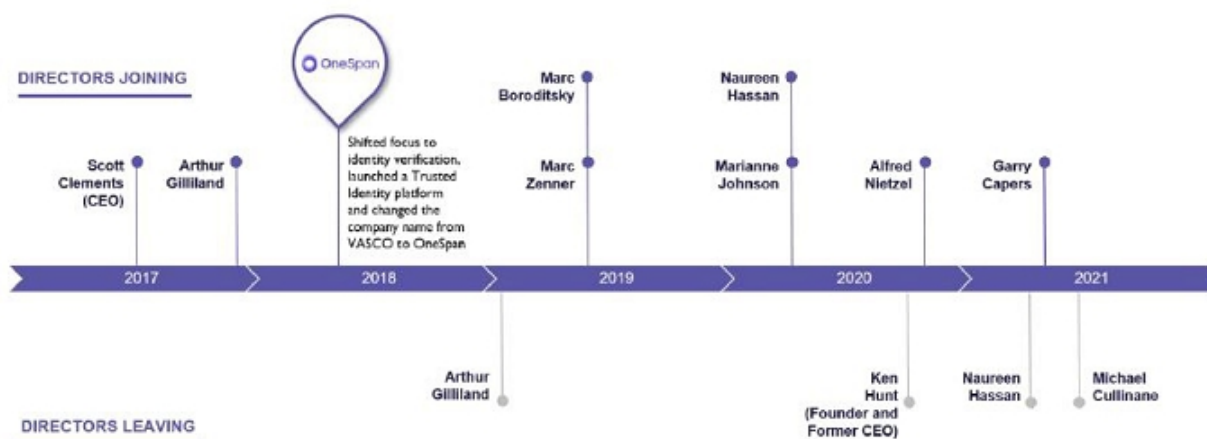 OneSpan
DIRECTORS JOINING
Marc
Boroditsky
Naureen
Hassan
Scott
Clements
(CEO)
Arthur
Gilliland
Shifted focus to
identity verification,
launched a Trusted
Identity platform
and changed the
company name from
VASCO to OneSpan
Marc
Zenner
Marianne
Johnson
Alfred
Nietzel
Garry
Capers
2017
2018
2019
2020
2021
Arthur
Gilliland
Ken
Hunt
(Founder and
Former CEO)
Naureen
Hassan
Michael
Cullinane
DIRECTORS LEAVING